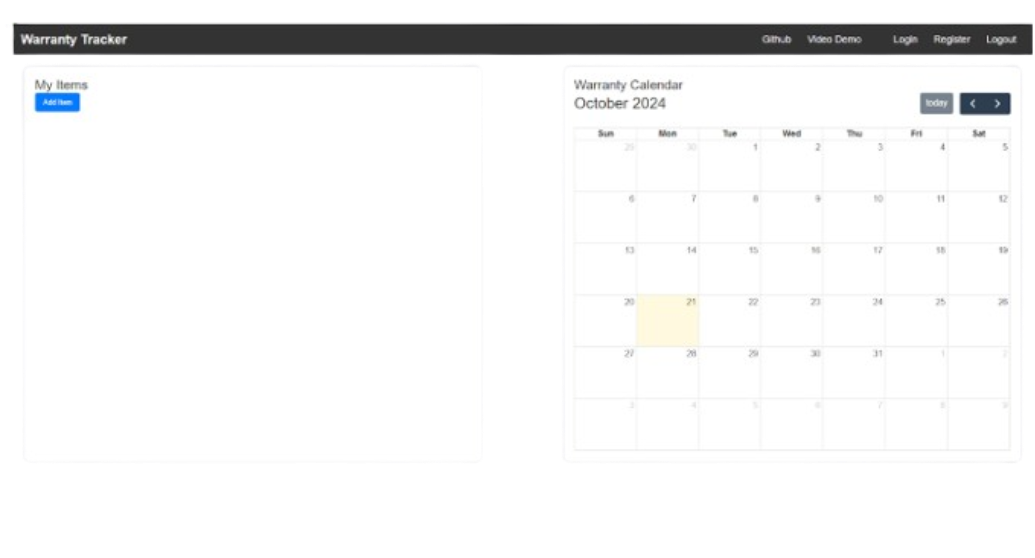 Warranty Tracker Github Video Demo Login Register Logout
My Items
Add Item
Warranty Calendar
October 2024 today
Sun Mon Tue Wed Thu Fri Sat
29 30 1 2 3 4 5
6 7 8 9 10 11 12
13 14 15 16 17 18 19
20 21 22 23 24 25 26
27 28 29 30 31 1 2
3 4 5 6 7 8 9